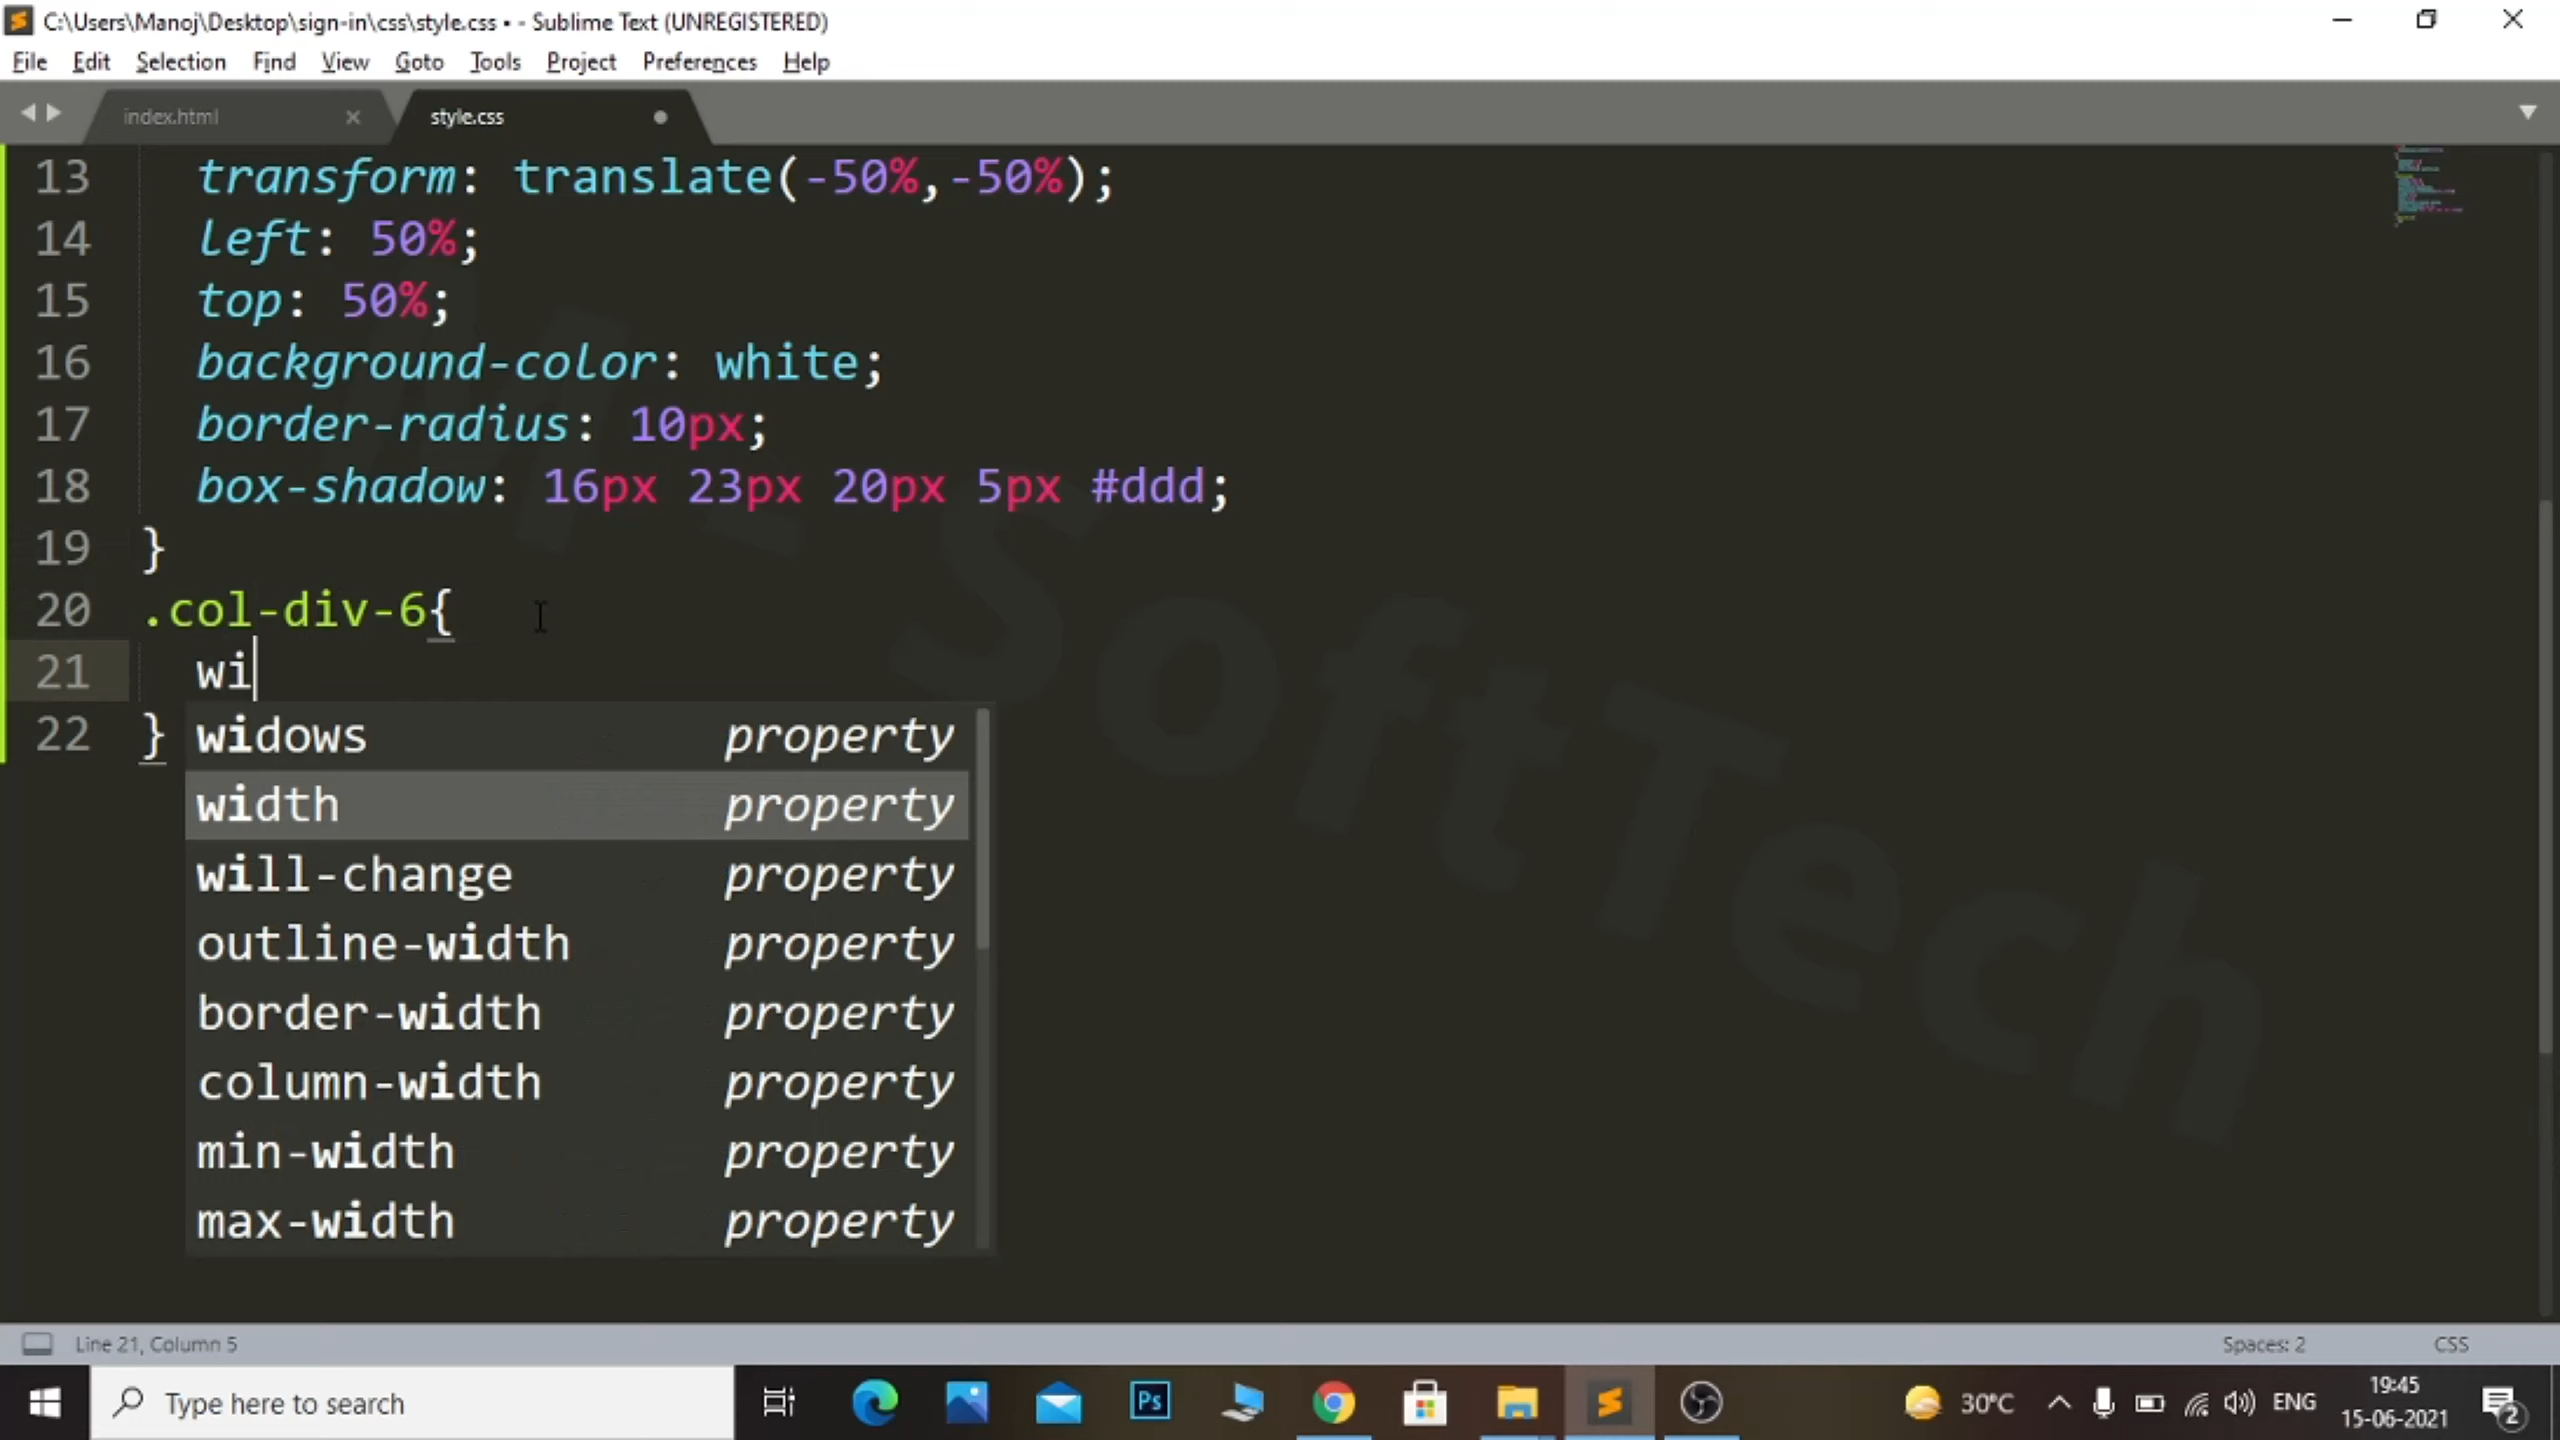 C:\Users\Manoj\Desktop\sign-in\css\style.css • - Sublime Text (UNREGISTERED)
File Edit Selection Find View Goto Tools Project Preferences Help
index.html style.css
13 transform: translate(-50%,-50%);
14 left: 50%;
15 top: 50%;
16 background-color: white;
17 border-radius: 10px;
18 box-shadow: 16px 23px 20px 5px #ddd;
19 }
20 .col-div-6{
21 wi
22 }
widows property
width property
will-change property
outline-width property
border-width property
column-width property
min-width property
max-width property
SoftTech
Line 21, Column 5 Spaces: 2 CSS
Type here to search Ps 30°C ENG 19:45
15-06-2021 2